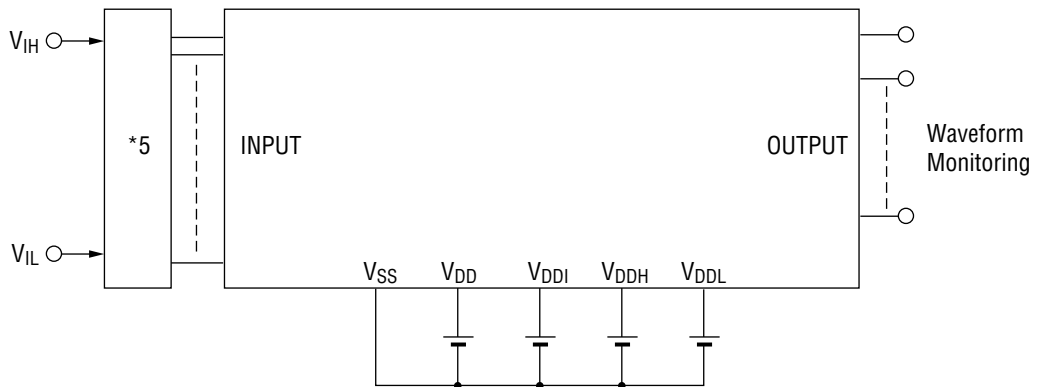 V_IH
*5
INPUT
OUTPUT
Waveform
Monitoring
V_IL
V_SS V_DD V_DDI V_DDH V_DDL